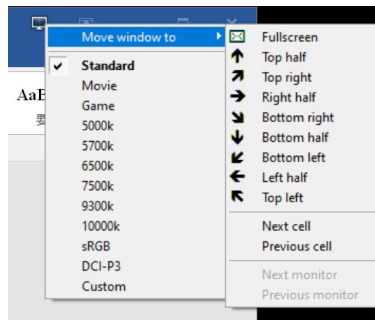 Move window to
Standard
Movie
Game
5000k
5700k
6500k
7500k
9300k
10000k
sRGB
DCI-P3
Custom
Fullscreen
Top half
Top right
Right half
Bottom right
Bottom half
Bottom left
Left half
Top left
Next cell
Previous cell
Next monitor
Previous monitor
AaB
要